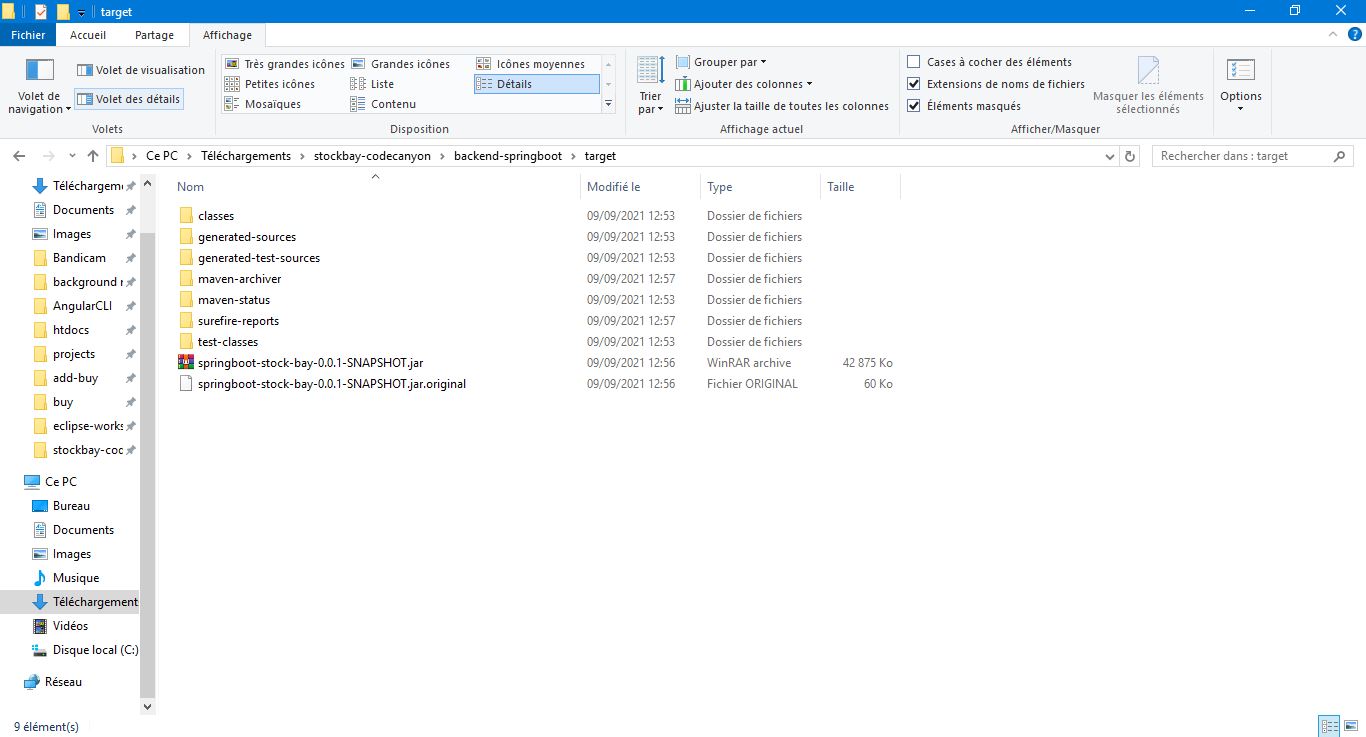 target
Fichier Accueil Partage Affichage
Volet de navigation
Volet de visualisation
Volet des détails
Volets
Très grandes icônes Grandes icônes Icônes moyennes
Petites icônes Liste Détails
Mosaïques Contenu
Disposition
Trier par
Grouper par
Ajouter des colonnes
Ajuster la taille de toutes les colonnes
Affichage actuel
Cases à cocher des éléments
Extensions de noms de fichiers
Éléments masqués
Masquer les éléments sélectionnés
Afficher/Masquer
Options
Ce PC > Téléchargements > stockbay-codecanyon > backend-springboot > target
Rechercher dans : target
Téléchargem
Documents
Images
Bandicam
background r
AngularCLI
htdocs
projects
add-buy
buy
eclipse-works
stockbay-cod
Ce PC
Bureau
Documents
Images
Musique
Téléchargement
Vidéos
Disque local (C:)
Réseau
Nom Modifié le Type Taille
classes 09/09/2021 12:53 Dossier de fichiers
generated-sources 09/09/2021 12:53 Dossier de fichiers
generated-test-sources 09/09/2021 12:53 Dossier de fichiers
maven-archiver 09/09/2021 12:57 Dossier de fichiers
maven-status 09/09/2021 12:53 Dossier de fichiers
surefire-reports 09/09/2021 12:57 Dossier de fichiers
test-classes 09/09/2021 12:53 Dossier de fichiers
springboot-stock-bay-0.0.1-SNAPSHOT.jar 09/09/2021 12:56 WinRAR archive 42 875 Ko
springboot-stock-bay-0.0.1-SNAPSHOT.jar.original 09/09/2021 12:56 Fichier ORIGINAL 60 Ko
9 élément(s)